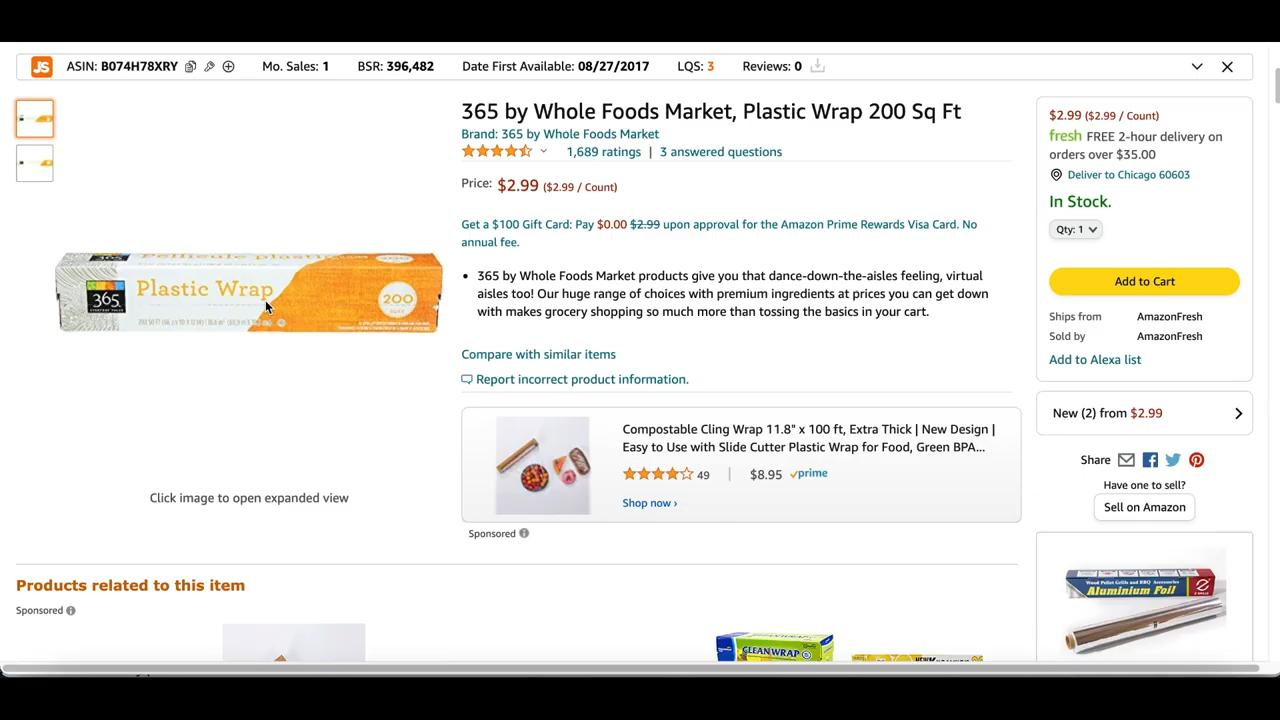 JS ASIN: B074H78XRY Mo. Sales: 1 BSR: 396,482 Date First Available: 08/27/2017 LQS: 3 Reviews: 0
365 by Whole Foods Market, Plastic Wrap 200 Sq Ft
Brand: 365 by Whole Foods Market
1,689 ratings | 3 answered questions
Price: $2.99 ($2.99 / Count)
Get a $100 Gift Card: Pay $0.00 $2.99 upon approval for the Amazon Prime Rewards Visa Card. No
annual fee.
• 365 by Whole Foods Market products give you that dance-down-the-aisles feeling, virtual
aisles too! Our huge range of choices with premium ingredients at prices you can get down
with makes grocery shopping so much more than tossing the basics in your cart.
Compare with similar items
Report incorrect product information.
365
Plastic Wrap
200
Click image to open expanded view
Compostable Cling Wrap 11.8" x 100 ft, Extra Thick | New Design |
Easy to Use with Slide Cutter Plastic Wrap for Food, Green BPA...
49 | $8.95 prime
Shop now ›
Sponsored
$2.99 ($2.99 / Count)
fresh FREE 2-hour delivery on
orders over $35.00
Deliver to Chicago 60603
In Stock.
Qty: 1
Add to Cart
Ships from AmazonFresh
Sold by AmazonFresh
Add to Alexa list
New (2) from $2.99
Share
Have one to sell?
Sell on Amazon
Wood Pellet Grills and BBQ Accessories
Aluminium Foil
Products related to this item
Sponsored
CLEAN WRAP